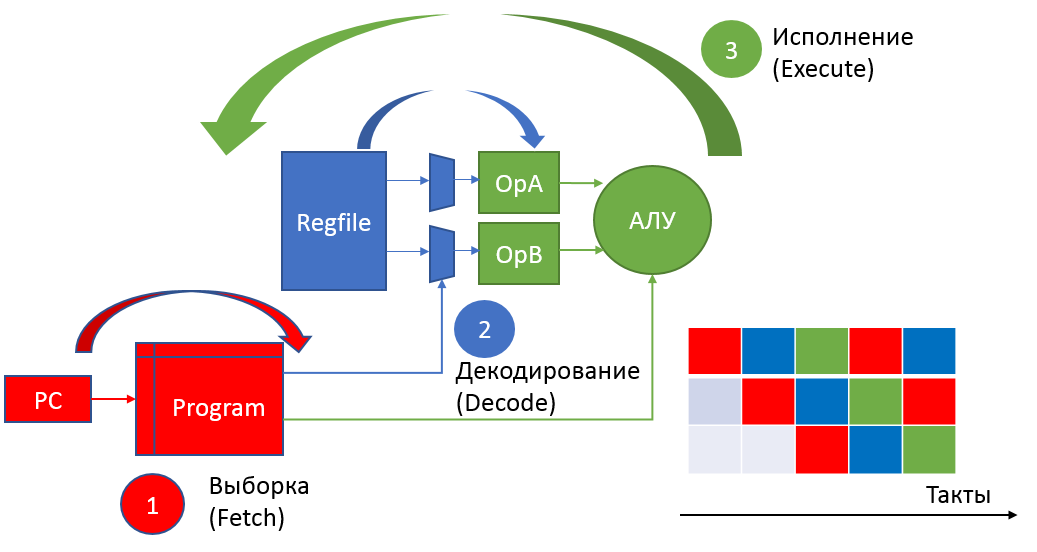 3
Исполнение
(Execute)
Regfile
OpA
OpB
АЛУ
2
Декодирование
(Decode)
PC
Program
1
Выборка
(Fetch)
Такты